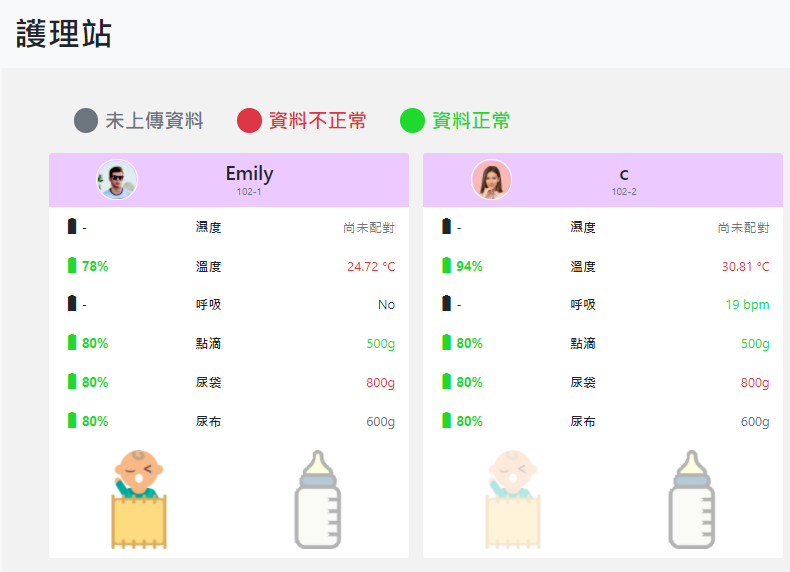 護理站
未上傳資料 資料不正常 資料正常
Emily
102-1
- 濕度 尚未配對
78% 溫度 24.72 °C
- 呼吸 No
80% 點滴 500g
80% 尿袋 800g
80% 尿布 600g
c
102-2
- 濕度 尚未配對
94% 溫度 30.81 °C
- 呼吸 19 bpm
80% 點滴 500g
80% 尿袋 800g
80% 尿布 600g